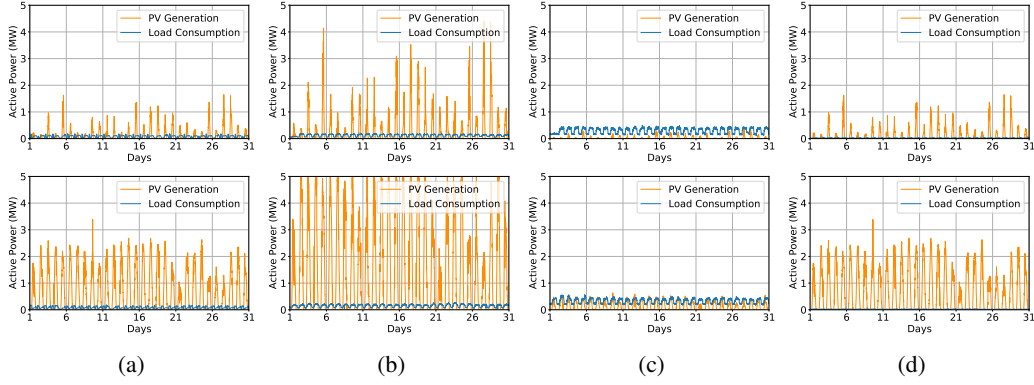 5
4
3
2
1
0
Active Power (MW)
PV Generation
Load Consumption
1 6 11 16 21 26 31
Days
5
4
3
2
1
0
Active Power (MW)
PV Generation
Load Consumption
1 6 11 16 21 26 31
Days
5
4
3
2
1
0
Active Power (MW)
PV Generation
Load Consumption
1 6 11 16 21 26 31
Days
5
4
3
2
1
0
Active Power (MW)
PV Generation
Load Consumption
1 6 11 16 21 26 31
Days
5
4
3
2
1
0
Active Power (MW)
PV Generation
Load Consumption
1 6 11 16 21 26 31
Days
5
4
3
2
1
0
Active Power (MW)
PV Generation
Load Consumption
1 6 11 16 21 26 31
Days
5
4
3
2
1
0
Active Power (MW)
PV Generation
Load Consumption
1 6 11 16 21 26 31
Days
5
4
3
2
1
0
Active Power (MW)
PV Generation
Load Consumption
1 6 11 16 21 26 31
Days
(a) (b) (c) (d)